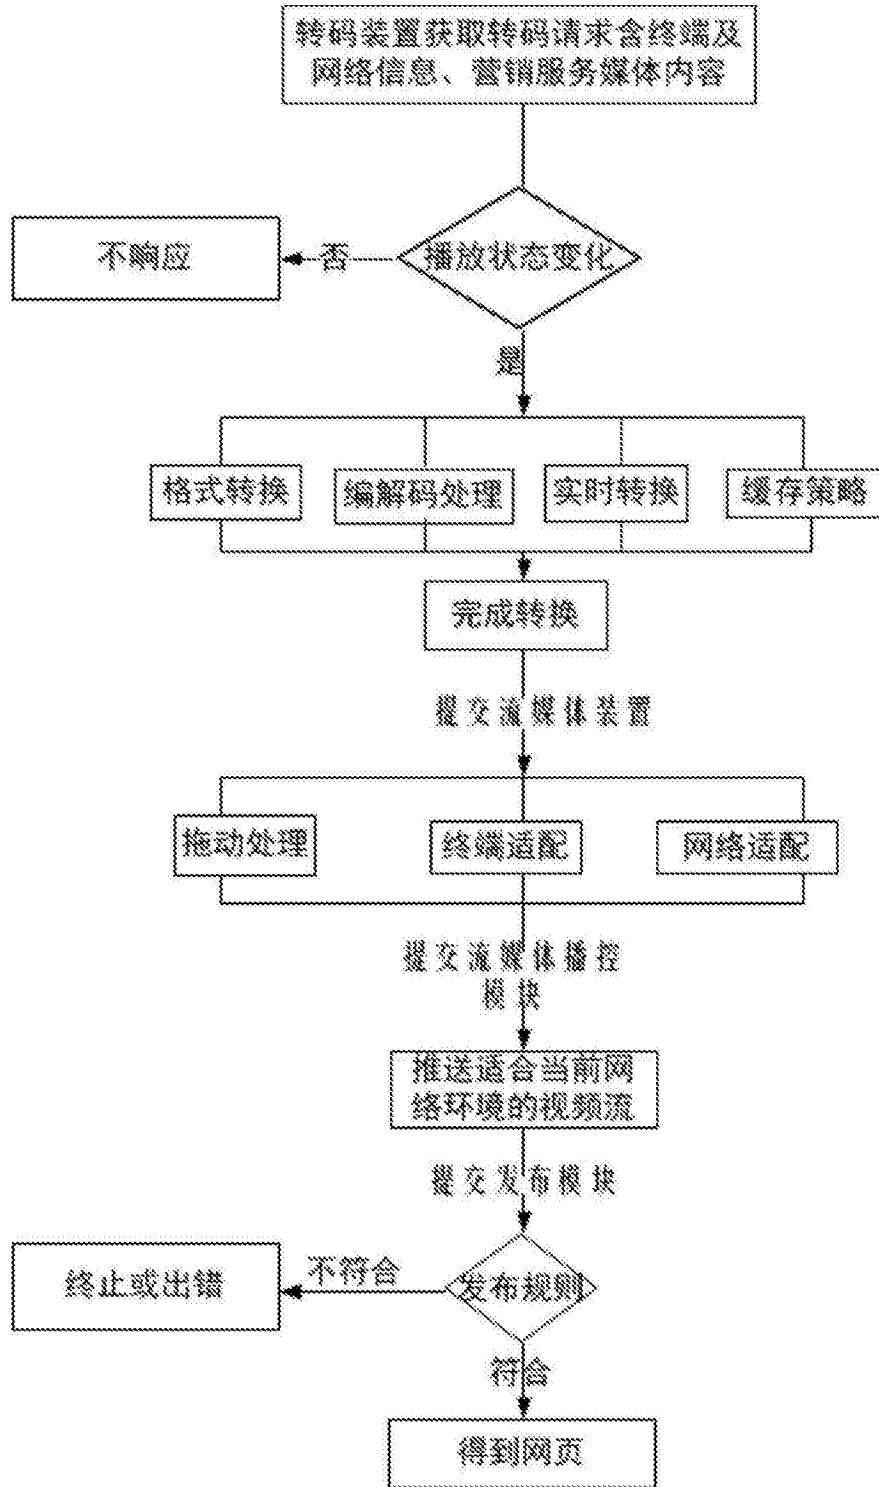 转码装置获取转码请求含终端及
网络信息、营销服务媒体内容
播放状态变化
否
不响应
是
格式转换
编解码处理
实时转换
缓存策略
完成转换
提交流媒体装置
拖动处理
终端适配
网络适配
提交流媒体播控
模块
推送适合当前网
络环境的视频流
提交发布模块
发布规则
不符合
终止或出错
符合
得到网页